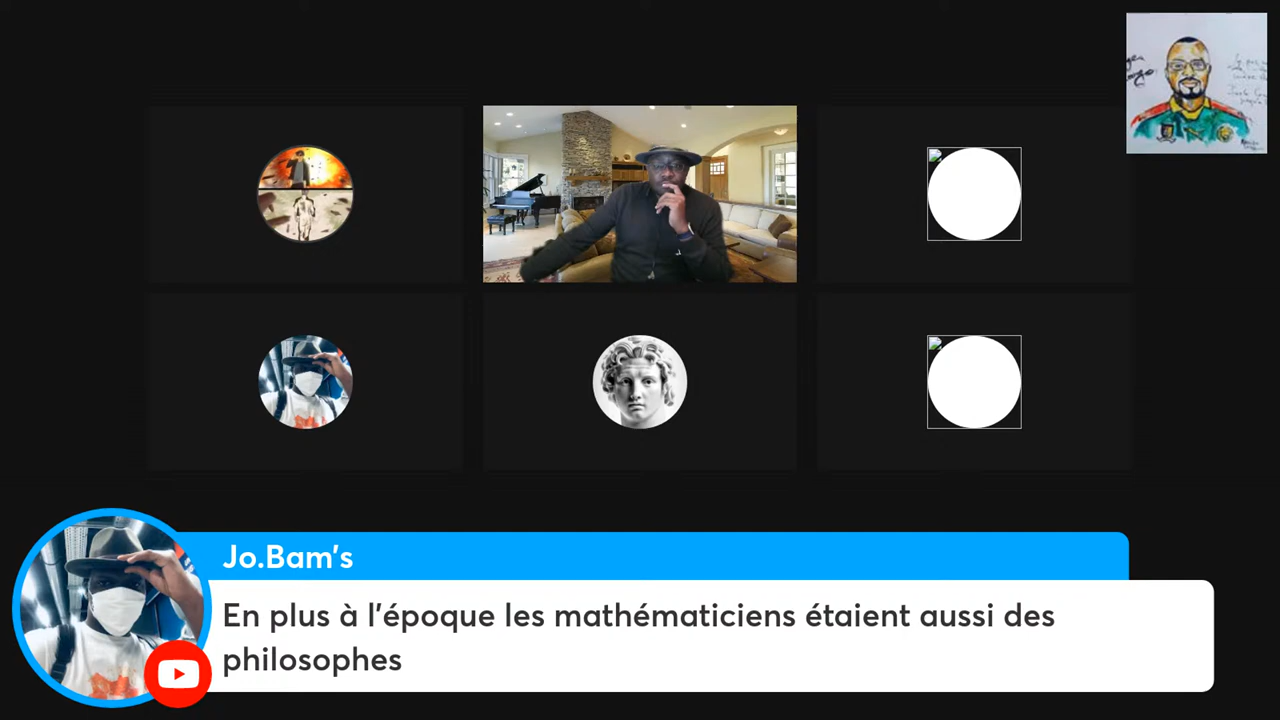 Jo.Bam's
En plus à l'époque les mathématiciens étaient aussi des
philosophes